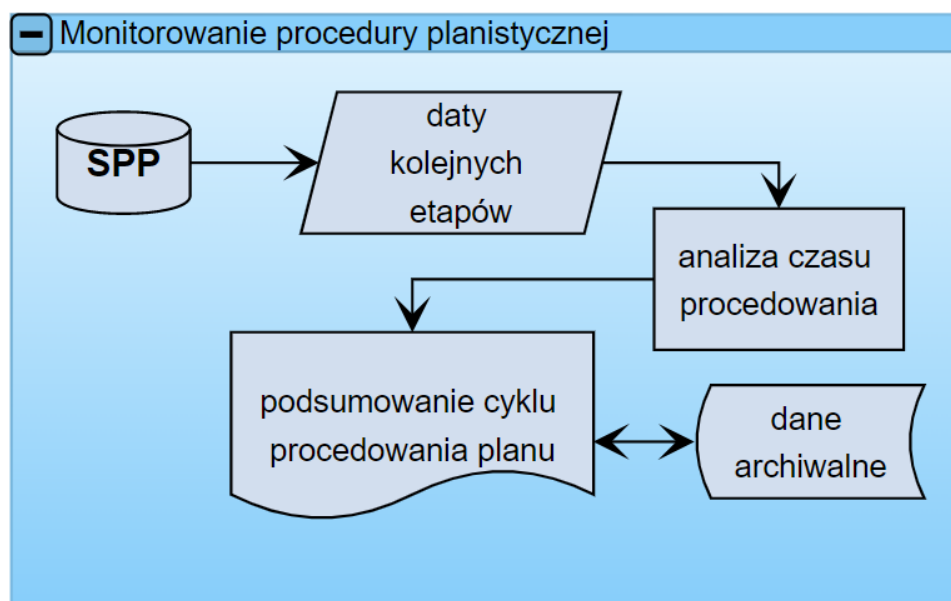 Monitorowanie procedury planistycznej
SPP
daty
kolejnych
etapów
analiza czasu
procedowania
podsumowanie cyklu
procedowania planu
dane
archiwalne